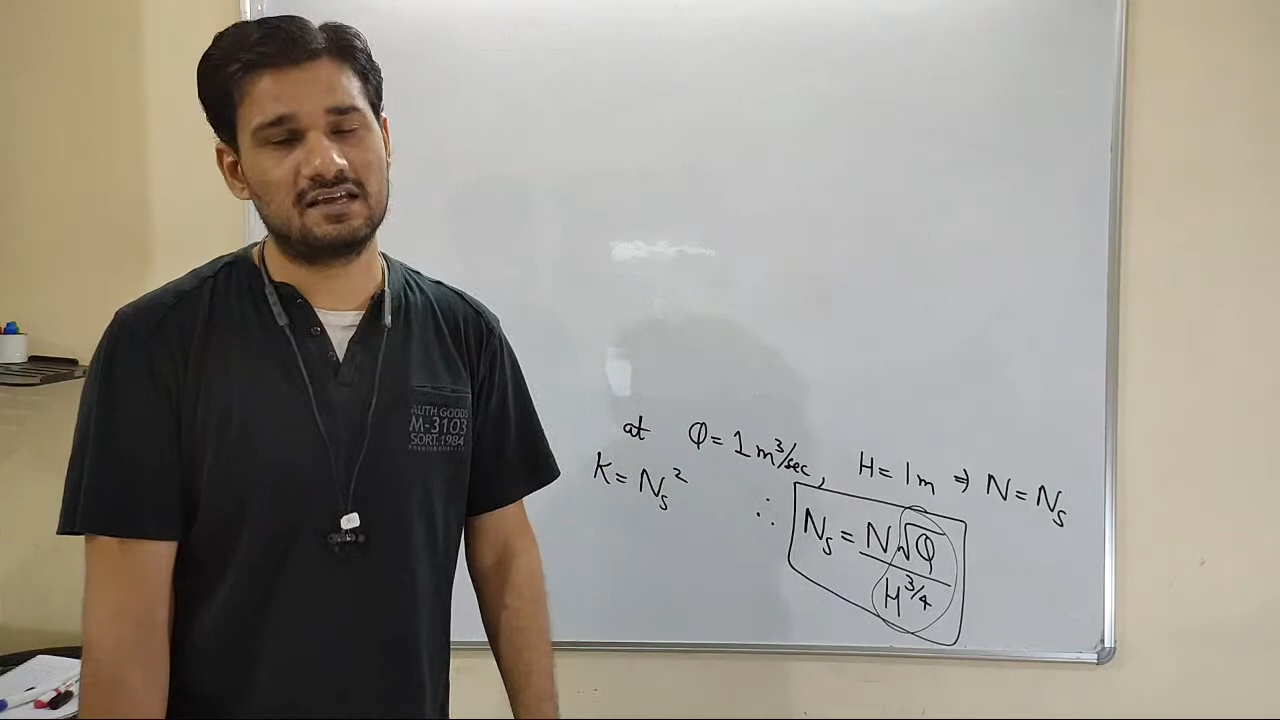 at Q = 1 m³/sec, H = 1m ⇒ N = Nₛ
K = Nₛ²
∴ Nₛ = N√Q / H^3/4
AUTH GOODS
M-3103
SORT.1984